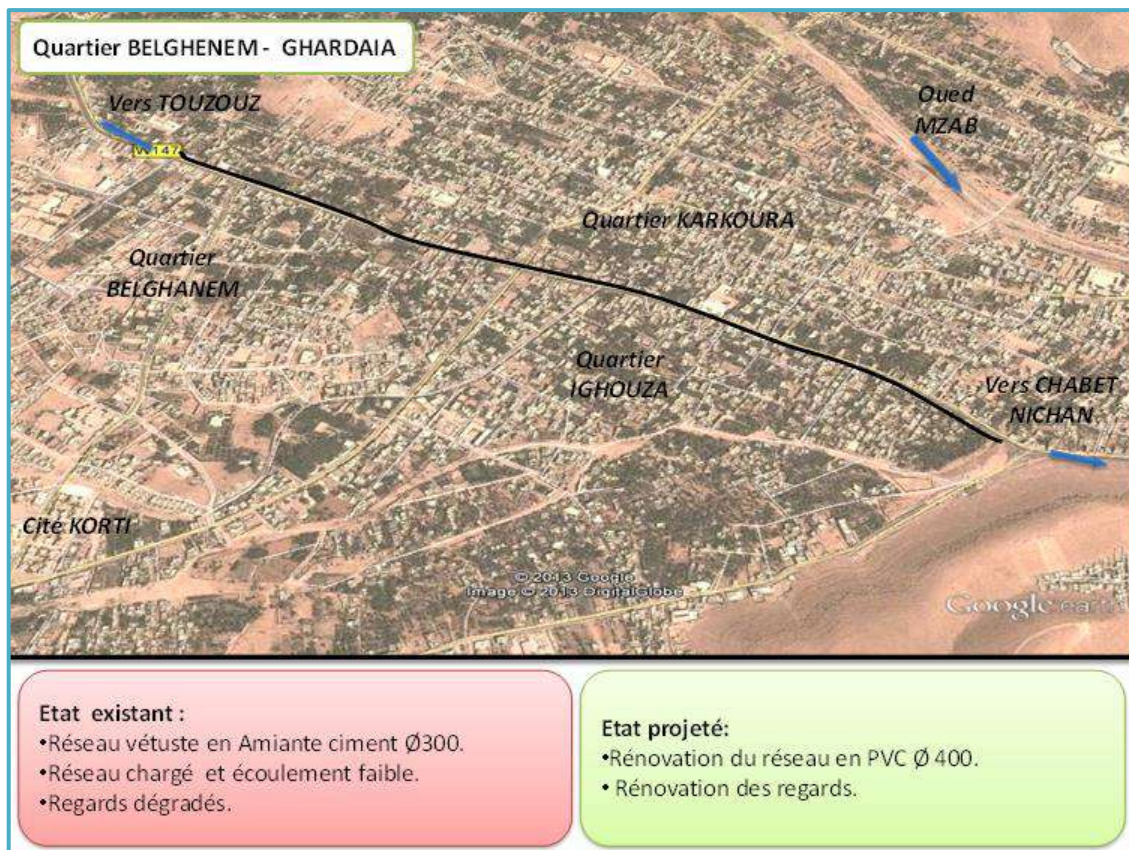 Quartier BELGHENEM - GHARDAIA
Vers TOUZOUZ
Oued
MZAB
Quartier KARKOURA
Quartier
BELGHANEM
Quartier
IGHOUZA
Vers CHABET
NICHAN
Cité KORTI
© 2013 Google
Image © 2013 DigitalGlobe
Google earth
Etat existant :
•Réseau vétuste en Amiante ciment Ø300.
•Réseau chargé et écoulement faible.
•Regards dégradés.
Etat projeté:
•Rénovation du réseau en PVC Ø 400.
• Rénovation des regards.